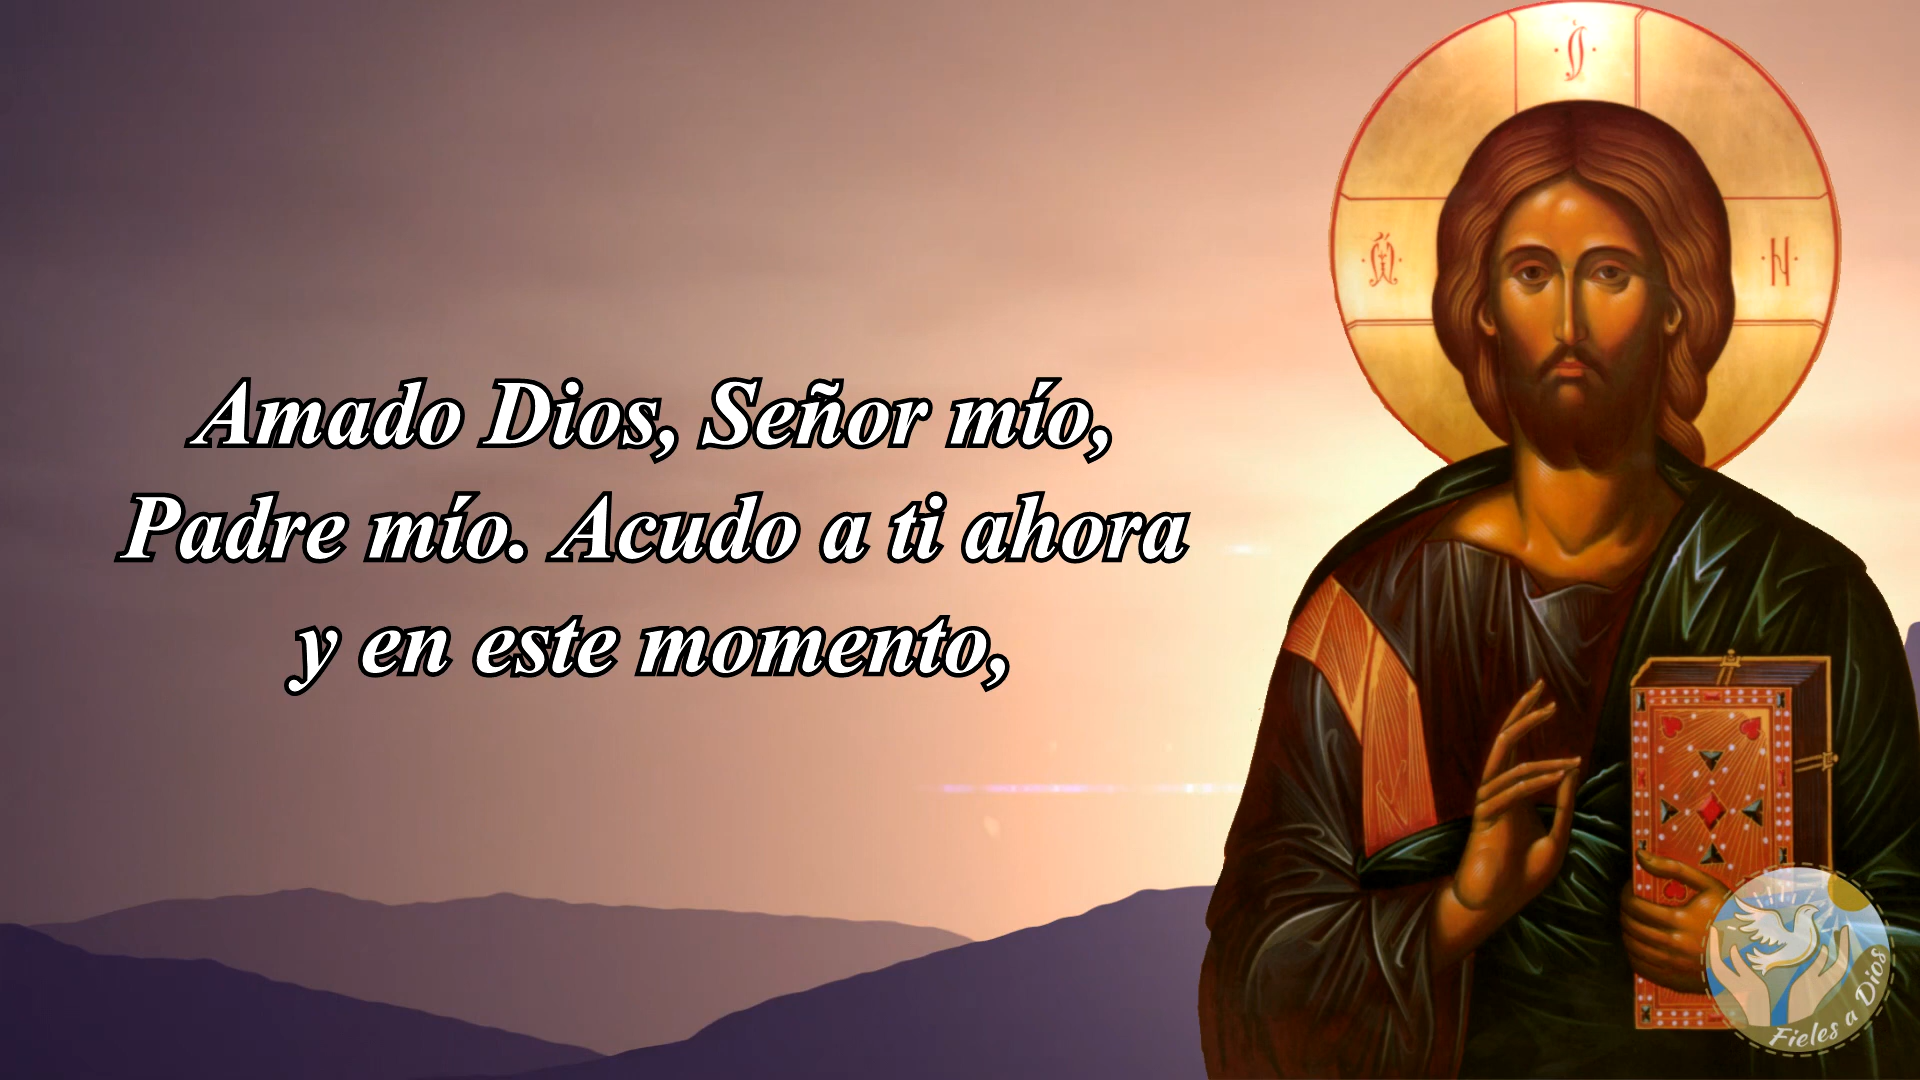 Amado Dios, Señor mío,
Padre mío. Acudo a ti ahora
y en este momento,
Fieles a Dios